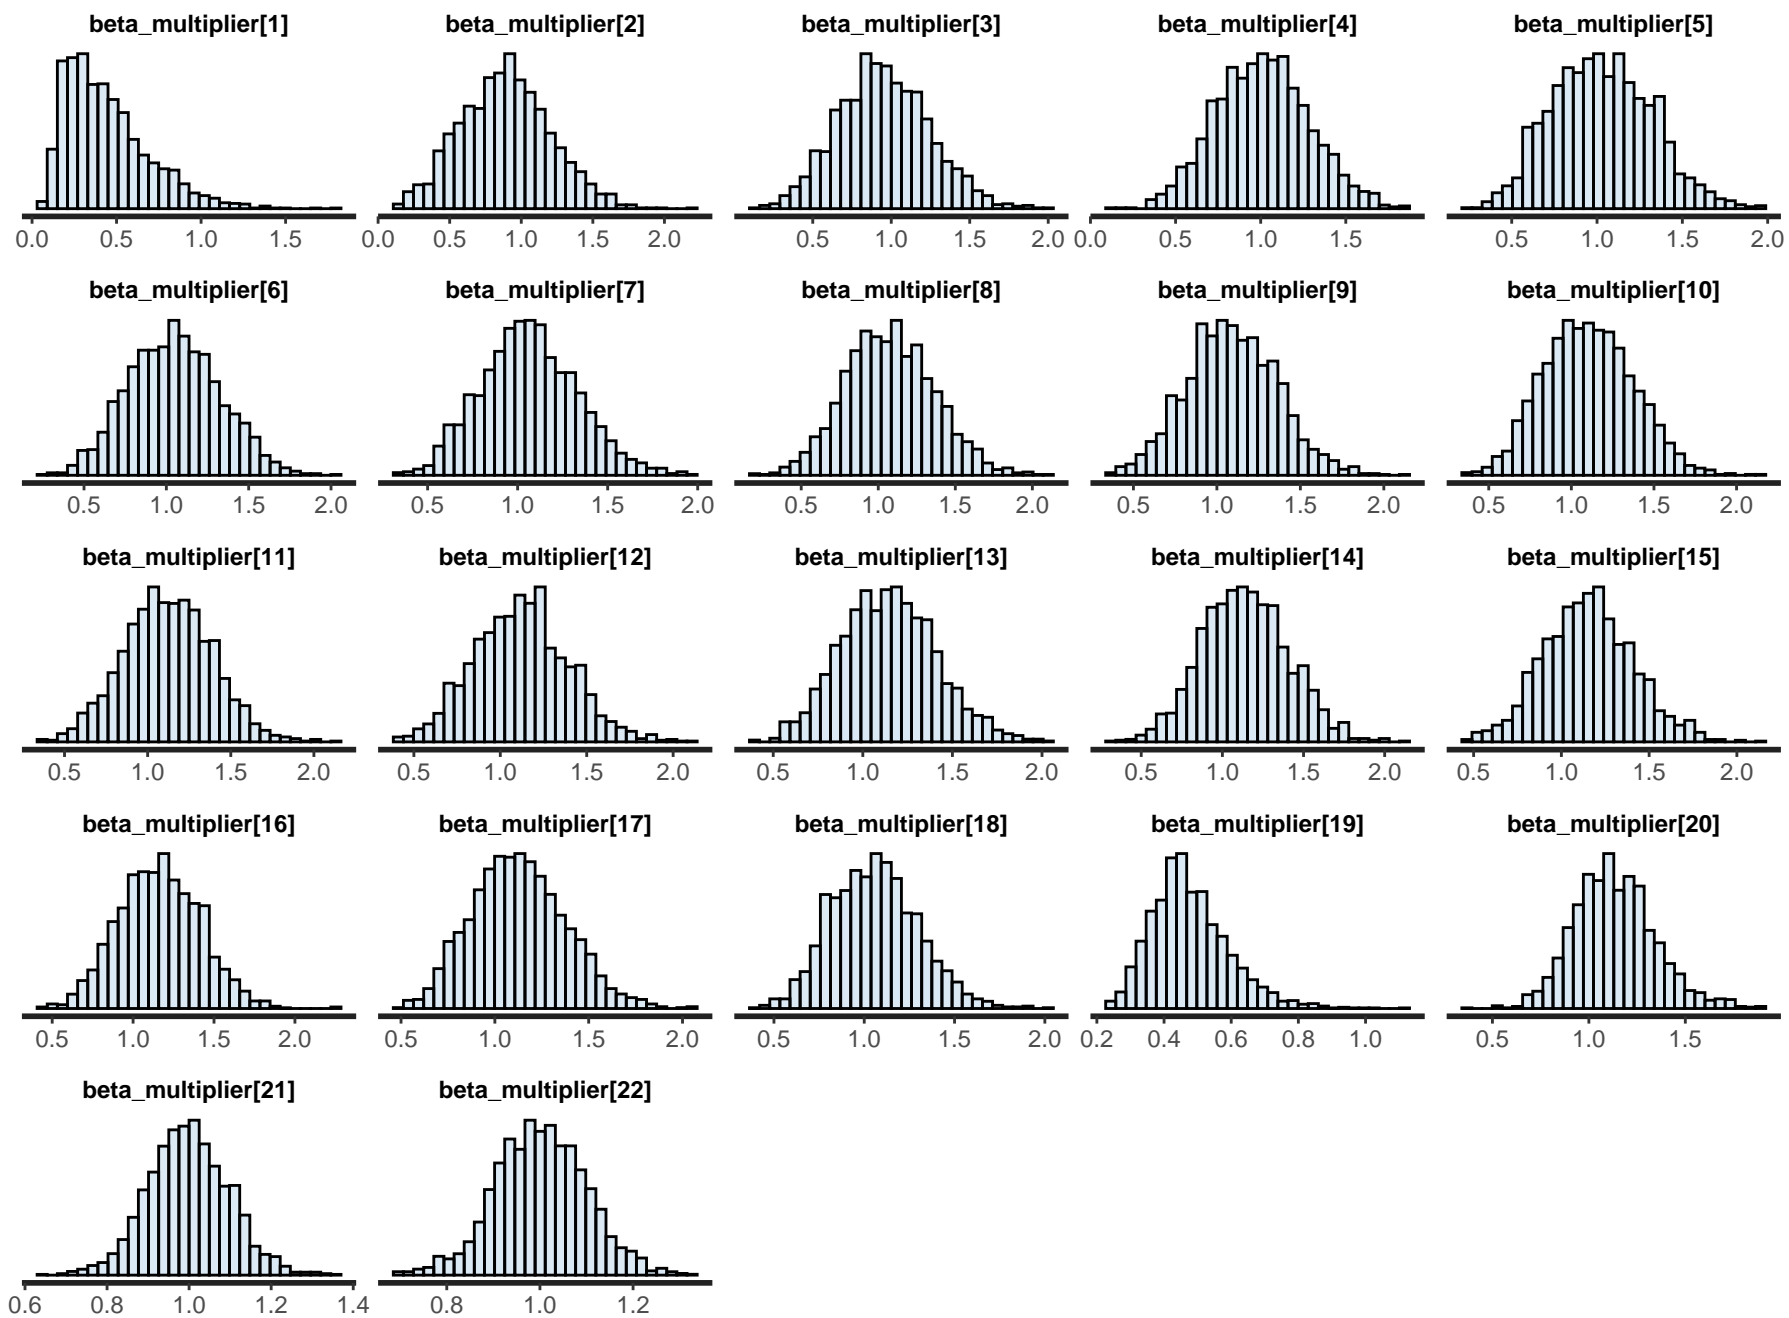 beta_multiplier[1] beta_multiplier[2] beta_multiplier[3] beta_multiplier[4] beta_multiplier[5]
0.0 0.5 1.0 1.5 0.0 0.5 1.0 1.5 2.0 0.5 1.0 1.5 2.0 0.0 0.5 1.0 1.5 0.5 1.0 1.5 2.0
beta_multiplier[6] beta_multiplier[7] beta_multiplier[8] beta_multiplier[9] beta_multiplier[10]
0.5 1.0 1.5 2.0 0.5 1.0 1.5 2.0 0.5 1.0 1.5 2.0 0.5 1.0 1.5 2.0 0.5 1.0 1.5 2.0
beta_multiplier[11] beta_multiplier[12] beta_multiplier[13] beta_multiplier[14] beta_multiplier[15]
0.5 1.0 1.5 2.0 0.5 1.0 1.5 2.0 0.5 1.0 1.5 2.0 0.5 1.0 1.5 2.0 0.5 1.0 1.5 2.0
beta_multiplier[16] beta_multiplier[17] beta_multiplier[18] beta_multiplier[19] beta_multiplier[20]
0.5 1.0 1.5 2.0 0.5 1.0 1.5 2.0 0.5 1.0 1.5 2.0 0.2 0.4 0.6 0.8 1.0 0.5 1.0 1.5
beta_multiplier[21] beta_multiplier[22]
0.6 0.8 1.0 1.2 1.4 0.8 1.0 1.2